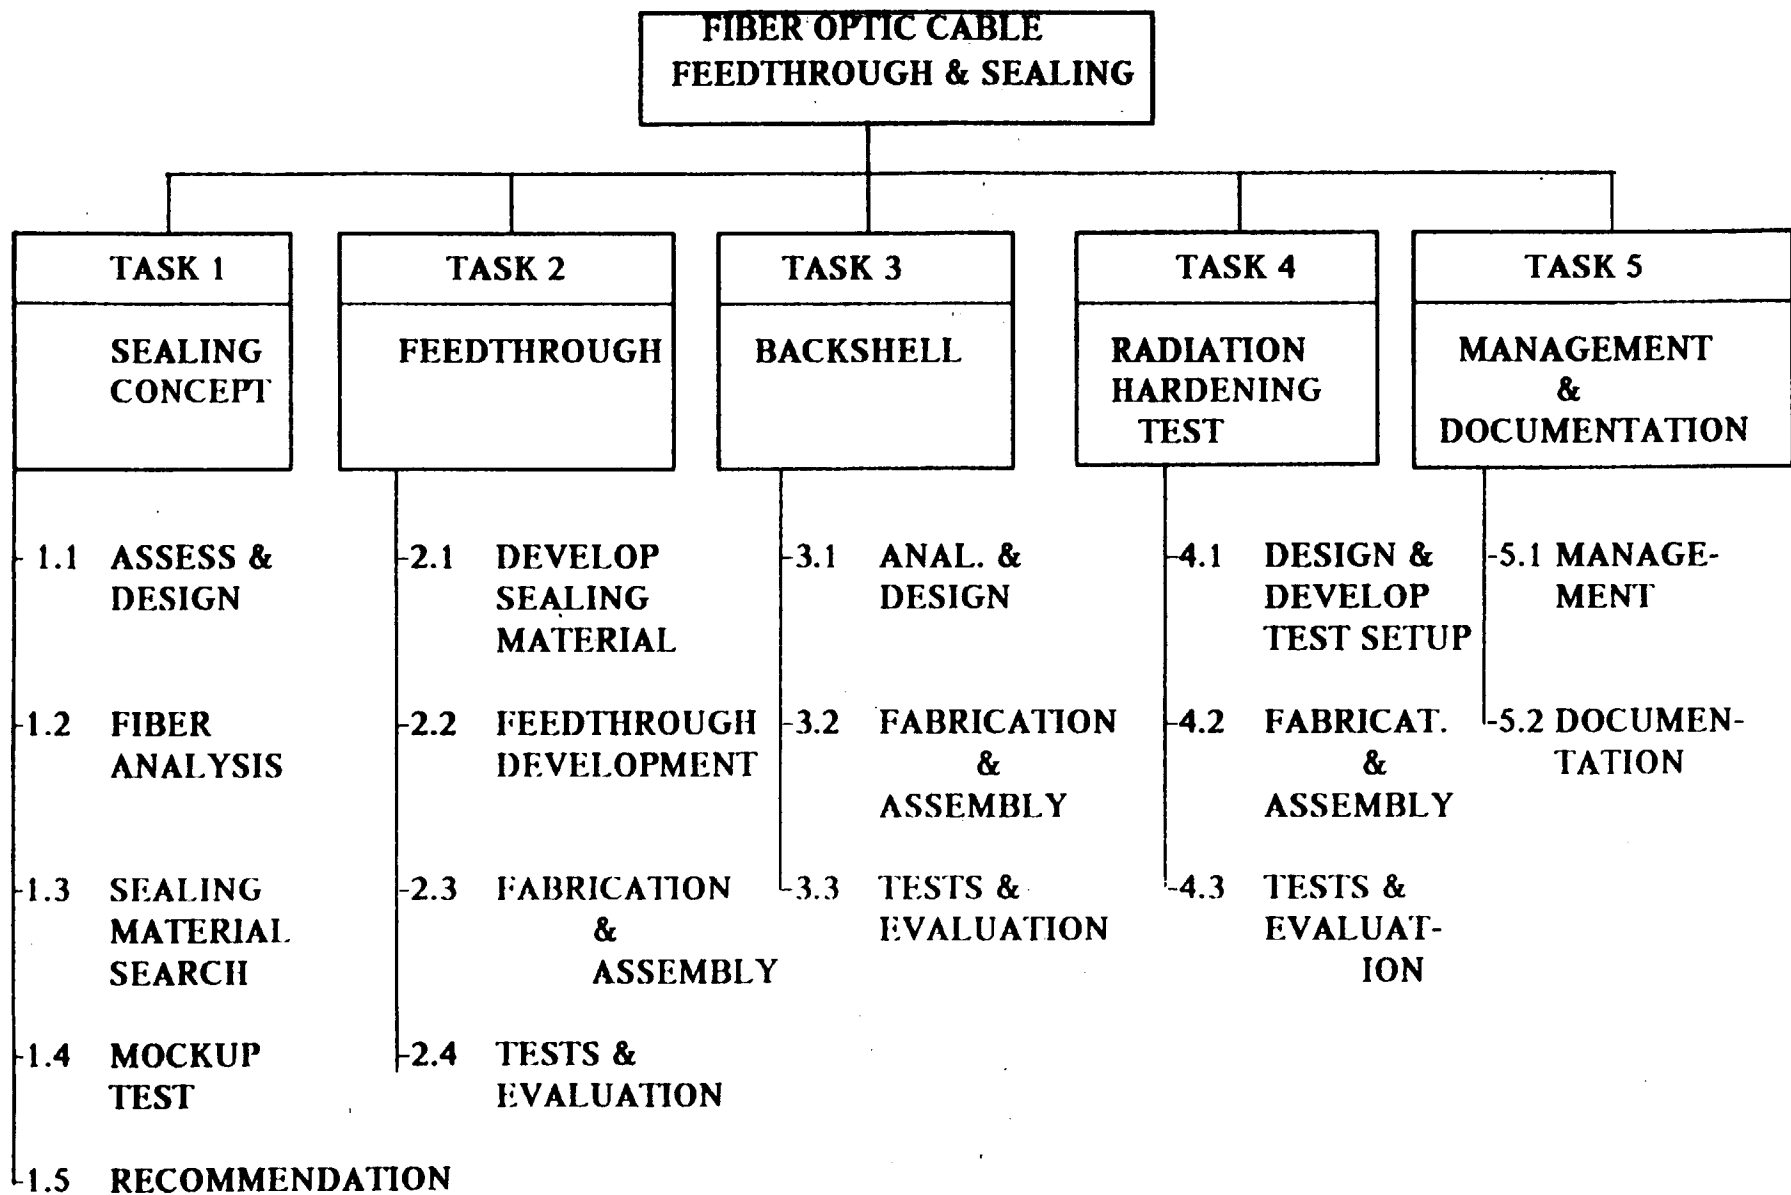 FIBER OPTIC CABLE
FEEDTHROUGH & SEALING
TASK 1
SEALING
CONCEPT
1.1 ASSESS &
DESIGN
1.2 FIBER
ANALYSIS
1.3 SEALING
MATERIAL
SEARCH
1.4 MOCKUP
TEST
1.5 RECOMMENDATION
TASK 2
FEEDTHROUGH
2.1 DEVELOP
SEALING
MATERIAL
2.2 FEEDTHROUGH
DEVELOPMENT
2.3 FABRICATION
&
ASSEMBLY
2.4 TESTS &
EVALUATION
TASK 3
BACKSHELL
3.1 ANAL. &
DESIGN
3.2 FABRICATION
&
ASSEMBLY
3.3 TESTS &
EVALUATION
TASK 4
RADIATION
HARDENING
TEST
4.1 DESIGN &
DEVELOP
TEST SETUP
4.2 FABRICAT.
&
ASSEMBLY
4.3 TESTS &
EVALUAT-
ION
TASK 5
MANAGEMENT
&
DOCUMENTATION
5.1 MANAGE-
MENT
5.2 DOCUMEN-
TATION